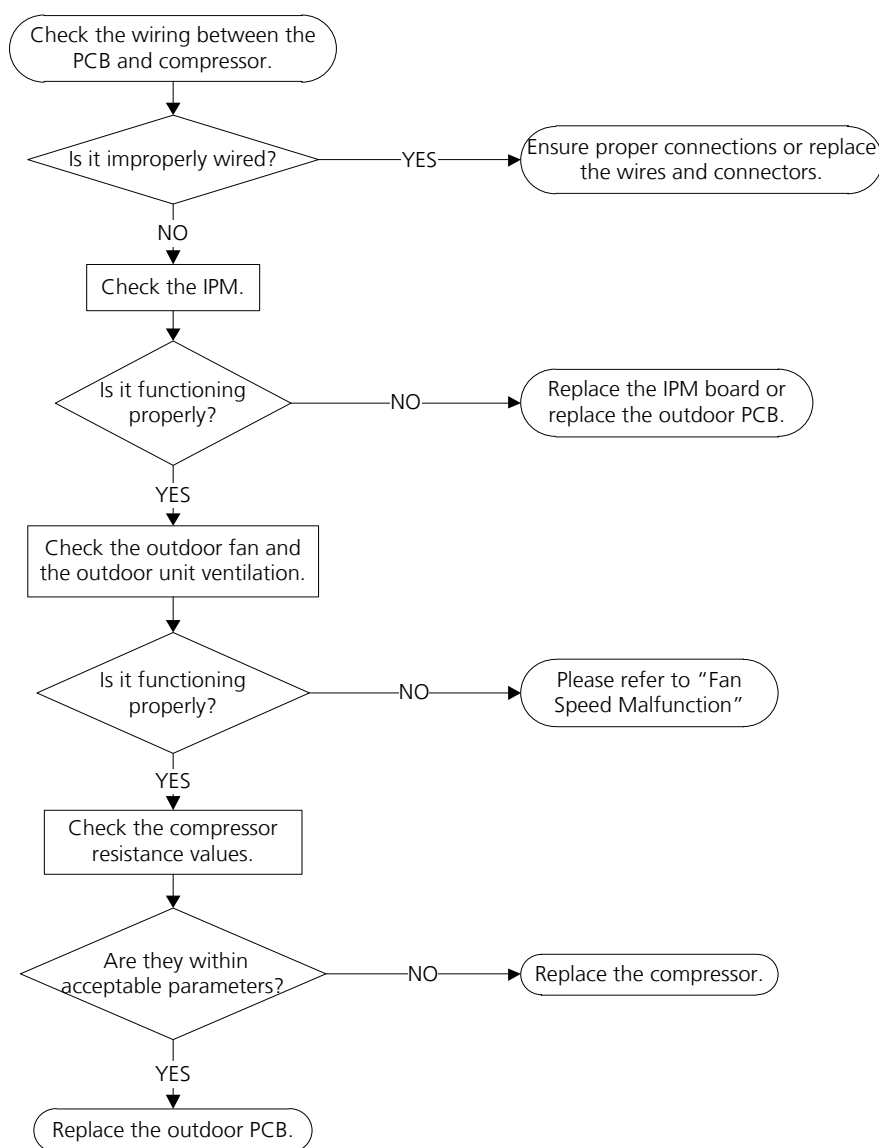 Check the wiring between the
PCB and compressor.
Is it improperly wired?
YES
Ensure proper connections or replace
the wires and connectors.
NO
Check the IPM.
Is it functioning
properly?
NO
Replace the IPM board or
replace the outdoor PCB.
YES
Check the outdoor fan and
the outdoor unit ventilation.
Is it functioning
properly?
NO
Please refer to "Fan
Speed Malfunction"
YES
Check the compressor
resistance values.
Are they within
acceptable parameters?
NO
Replace the compressor.
YES
Replace the outdoor PCB.